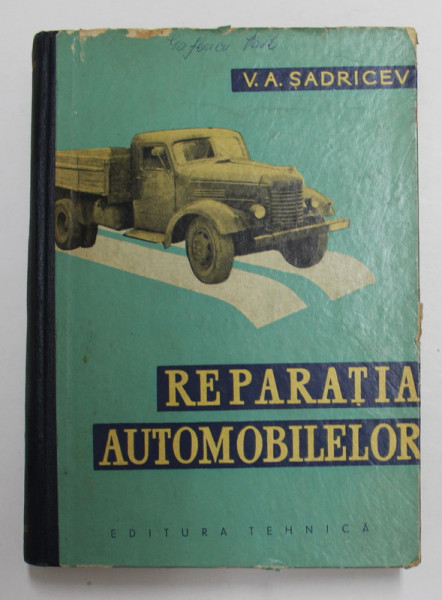 V. A. ȘADRICEV
REPARAȚIA
AUTOMOBILELOR
EDITURA TEHNICĂ